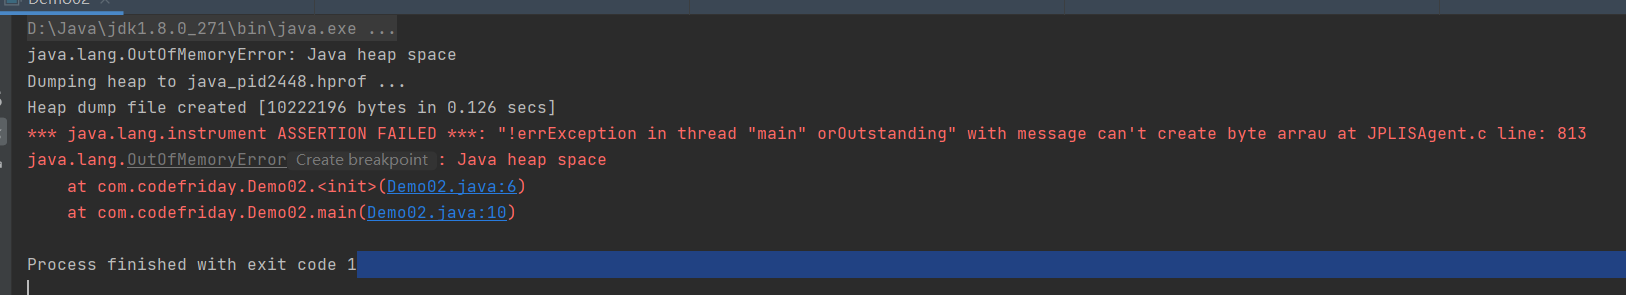 Demo02
D:\Java\jdk1.8.0_271\bin\java.exe ...
java.lang.OutOfMemoryError: Java heap space
Dumping heap to java_pid2448.hprof ...
Heap dump file created [10222196 bytes in 0.126 secs]
*** java.lang.instrument ASSERTION FAILED ***: "!errException in thread "main" orOutstanding" with message can't create byte arrau at JPLISAgent.c line: 813
java.lang.OutOfMemoryError Create breakpoint : Java heap space
at com.codefriday.Demo02.<init>(Demo02.java:6)
at com.codefriday.Demo02.main(Demo02.java:10)
Process finished with exit code 1